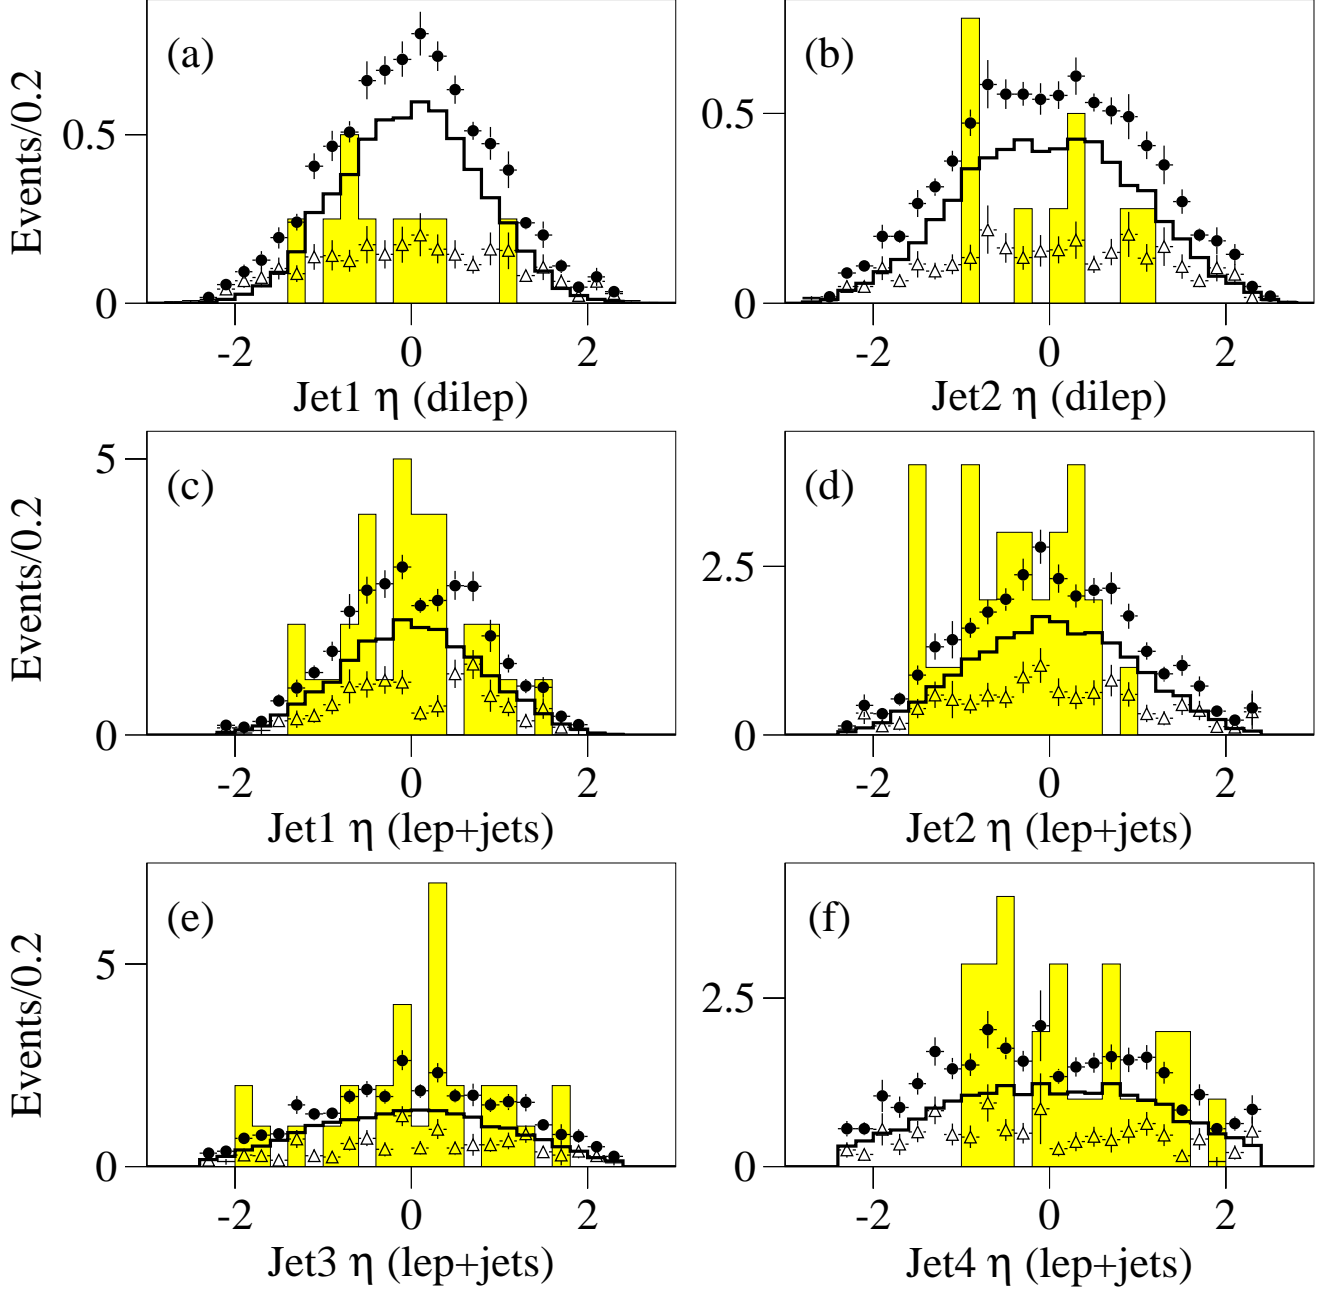 (a)
Events/0.2
0.5
0
-2 0 2
Jet1 η (dilep)
(b)
0.5
0
-2 0 2
Jet2 η (dilep)
(c)
Events/0.2
5
0
-2 0 2
Jet1 η (lep+jets)
(d)
2.5
0
-2 0 2
Jet2 η (lep+jets)
(e)
Events/0.2
5
0
-2 0 2
Jet3 η (lep+jets)
(f)
2.5
0
-2 0 2
Jet4 η (lep+jets)